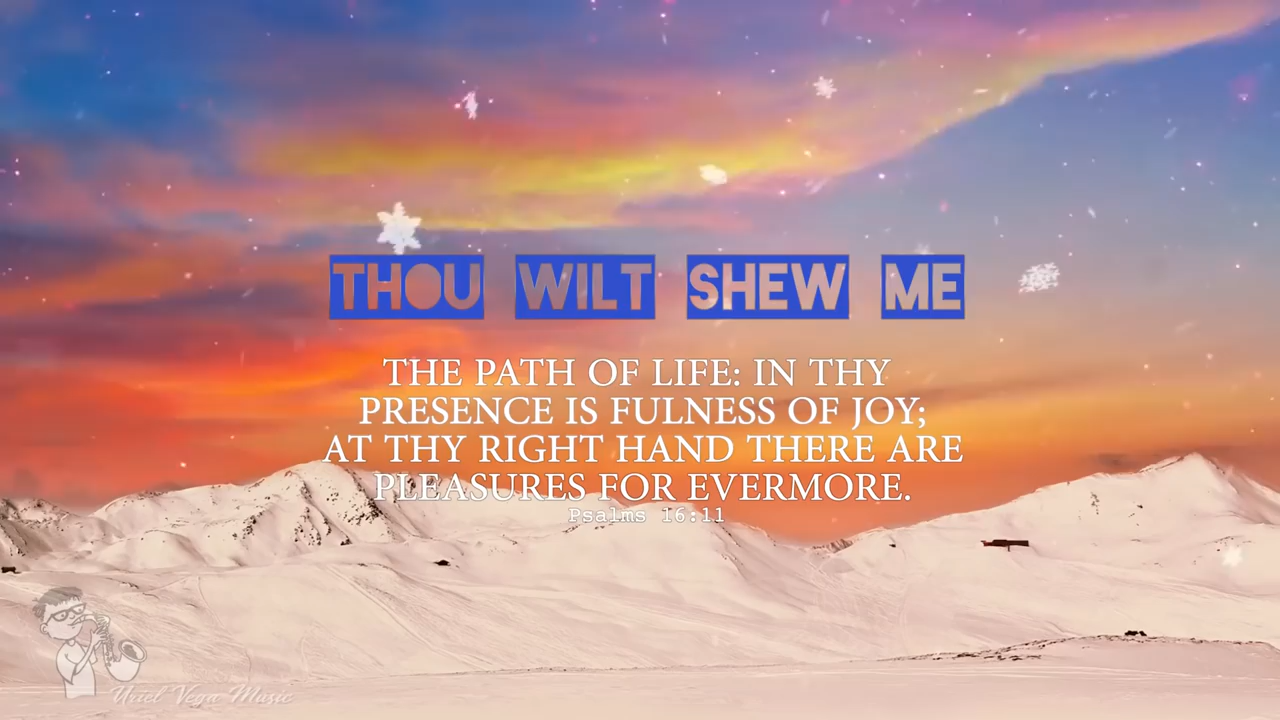 THOU WILT SHEW ME
THE PATH OF LIFE: IN THY
PRESENCE IS FULNESS OF JOY;
AT THY RIGHT HAND THERE ARE
PLEASURES FOR EVERMORE.
Psalms 16:11
Uriel Vega Music